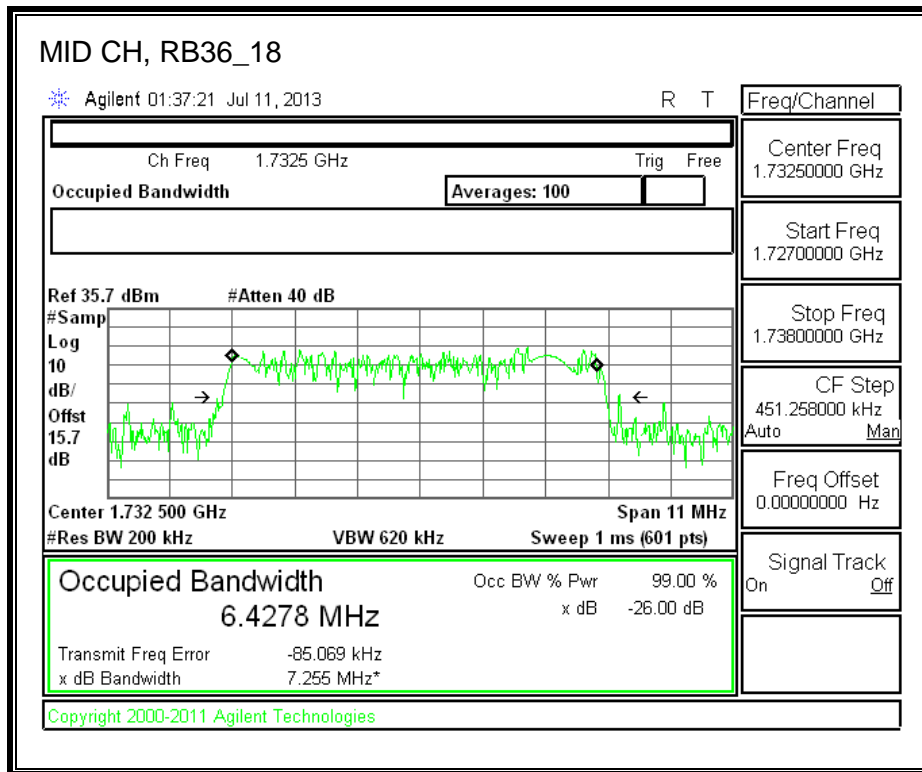 MID CH, RB36_18
Agilent 01:37:21 Jul 11, 2013 R T
Freq/Channel
Ch Freq 1.7325 GHz Trig Free
Occupied Bandwidth Averages: 100
Center Freq
1.73250000 GHz
Start Freq
1.72700000 GHz
Ref 35.7 dBm #Atten 40 dB
#Samp
Log
10
dB/
Offst
15.7
dB
Stop Freq
1.73800000 GHz
CF Step
451.258000 kHz
Auto Man
Freq Offset
0.00000000 Hz
Center 1.732 500 GHz Span 11 MHz
#Res BW 200 kHz VBW 620 kHz Sweep 1 ms (601 pts)
Signal Track
On Off
Occupied Bandwidth Occ BW % Pwr 99.00 %
6.4278 MHz x dB -26.00 dB
Transmit Freq Error -85.069 kHz
x dB Bandwidth 7.255 MHz*
Copyright 2000-2011 Agilent Technologies